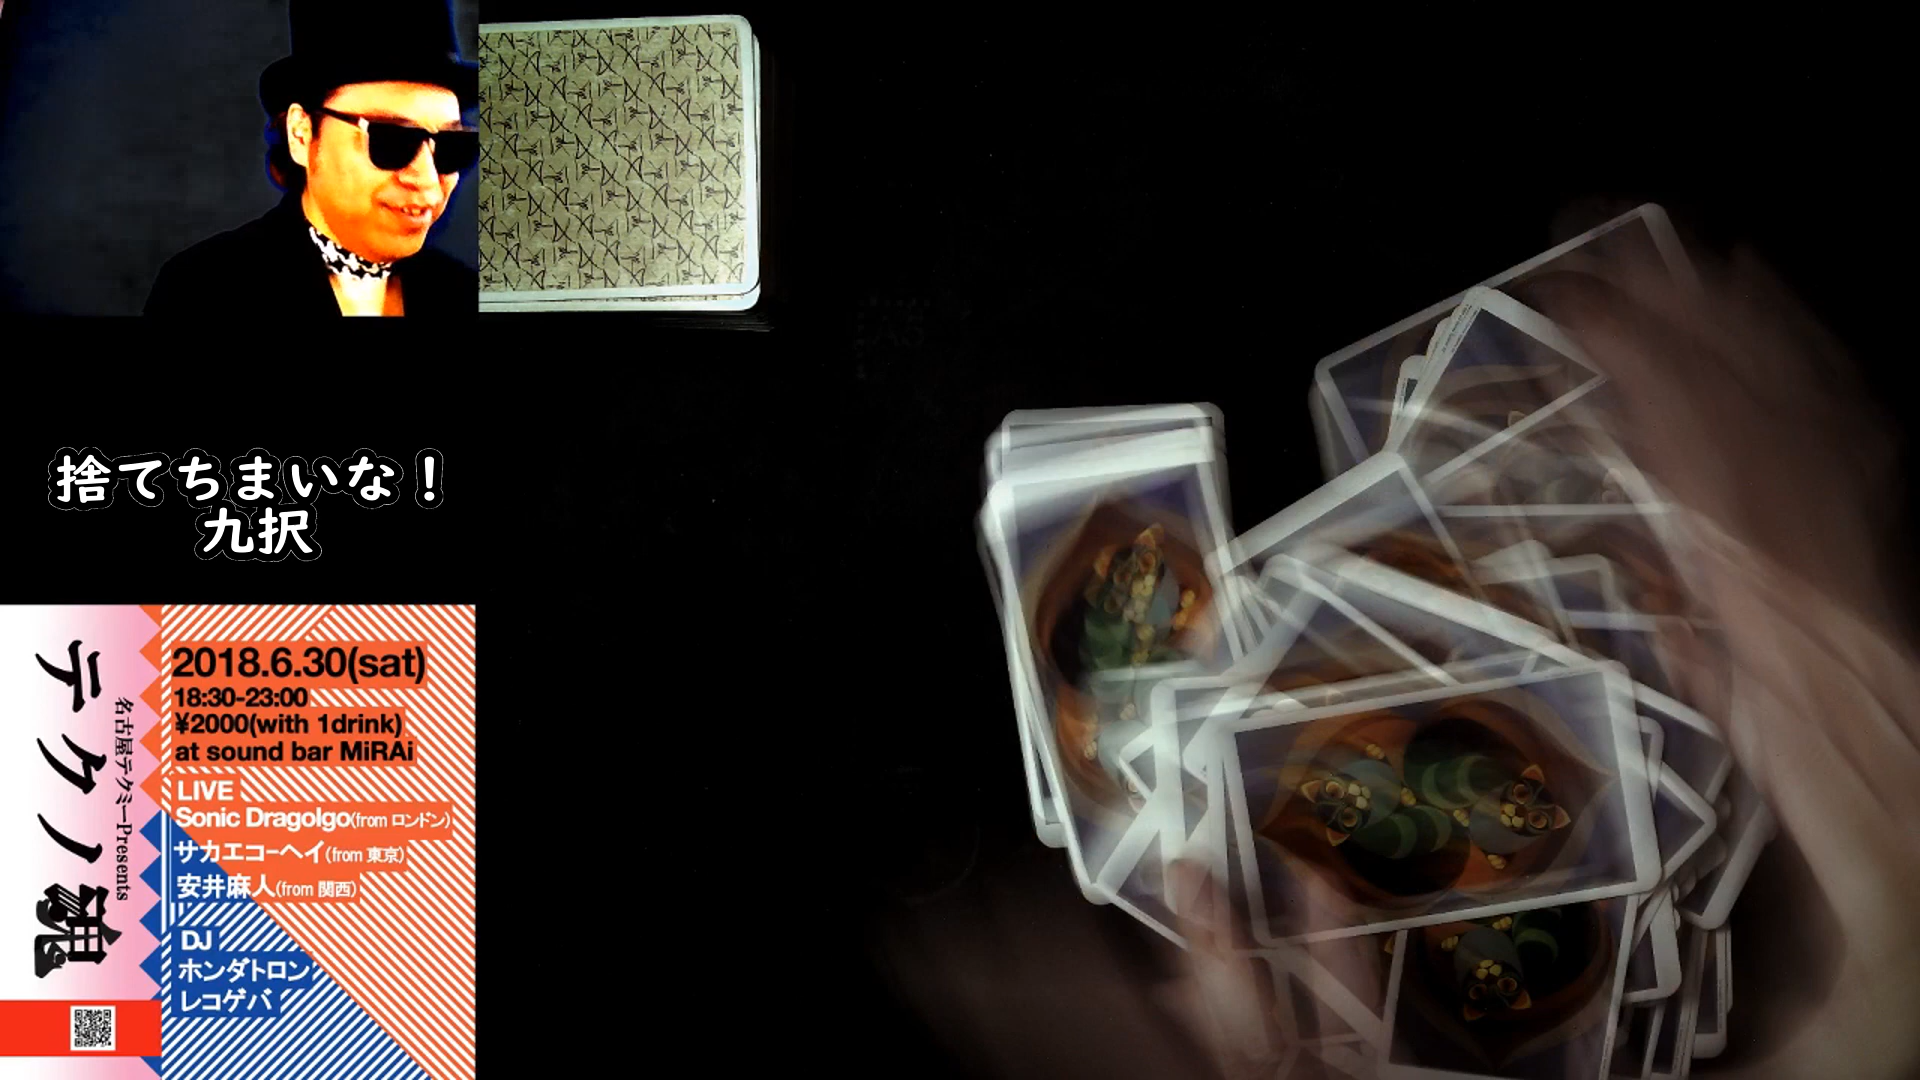 捨てちまいな！
九択
テクノ魂
名古屋テクミーPresents
2018.6.30(sat)
18:30-23:00
¥2000(with 1drink)
at sound bar MiRAi
LIVE
Sonic Dragolgo(from ロンドン)
サカエコーヘイ(from 東京)
安井麻人(from 関西)
DJ
ホンダトロン
レコゲバ